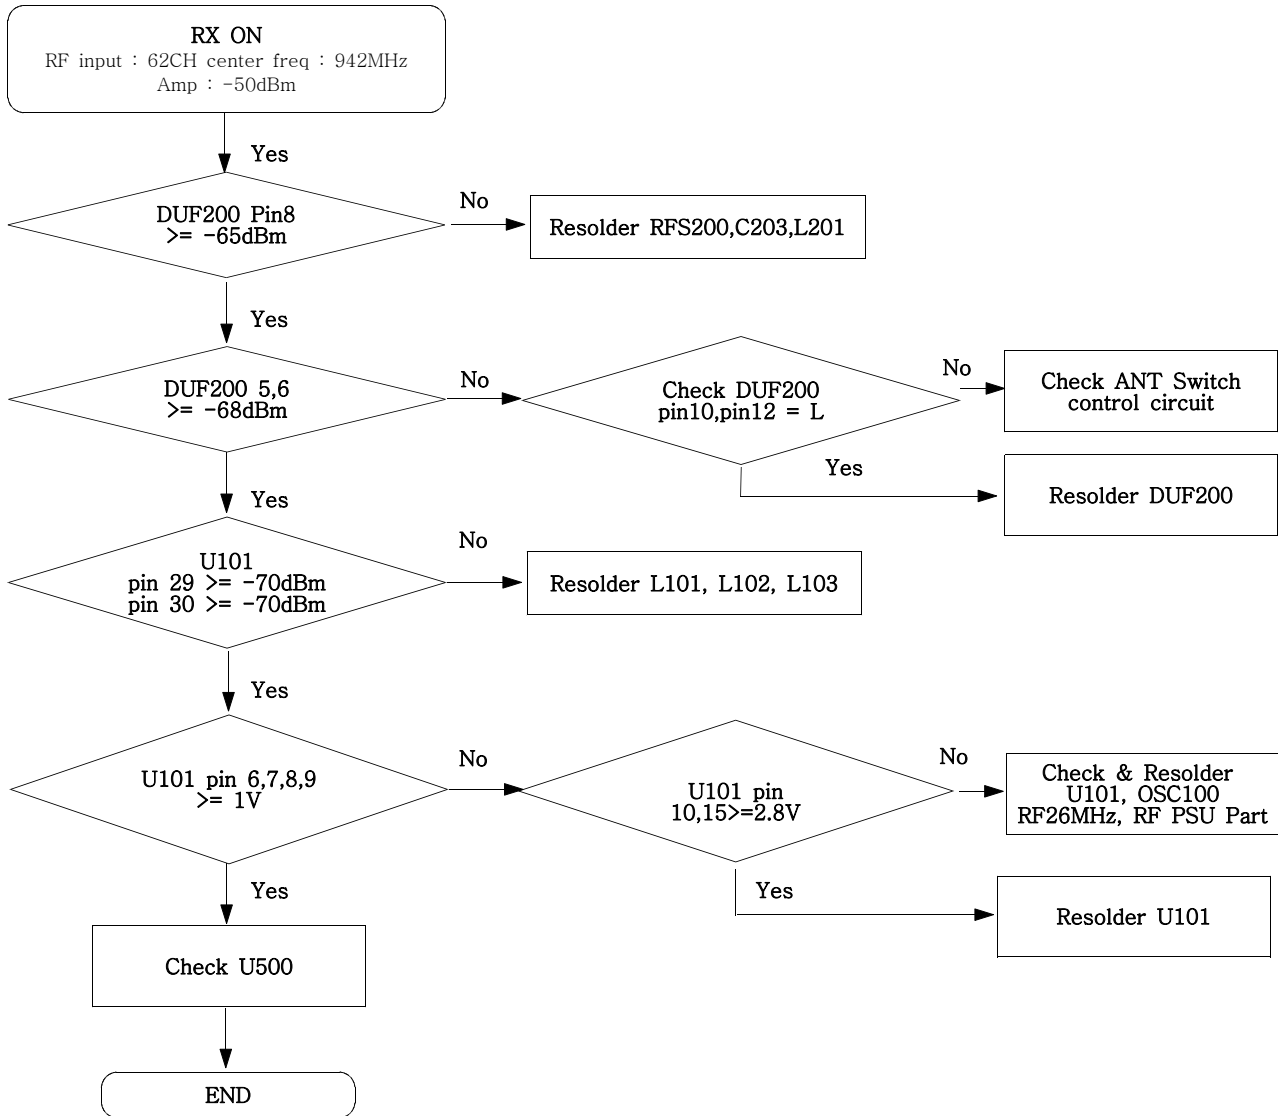 RX ON
RF input : 62CH center freq : 942MHz
Amp : -50dBm
Yes
DUF200 Pin8
>= -65dBm
No
Resolder RFS200,C203,L201
Yes
DUF200 5,6
>= -68dBm
No
Check DUF200
pin10,pin12 = L
No
Check ANT Switch
control circuit
Yes
Resolder DUF200
Yes
U101
pin 29 >= -70dBm
pin 30 >= -70dBm
No
Resolder L101, L102, L103
Yes
U101 pin 6,7,8,9
>= 1V
No
U101 pin
10,15>=2.8V
No
Check & Resolder
U101, OSC100
RF26MHz, RF PSU Part
Yes
Resolder U101
Yes
Check U500
END